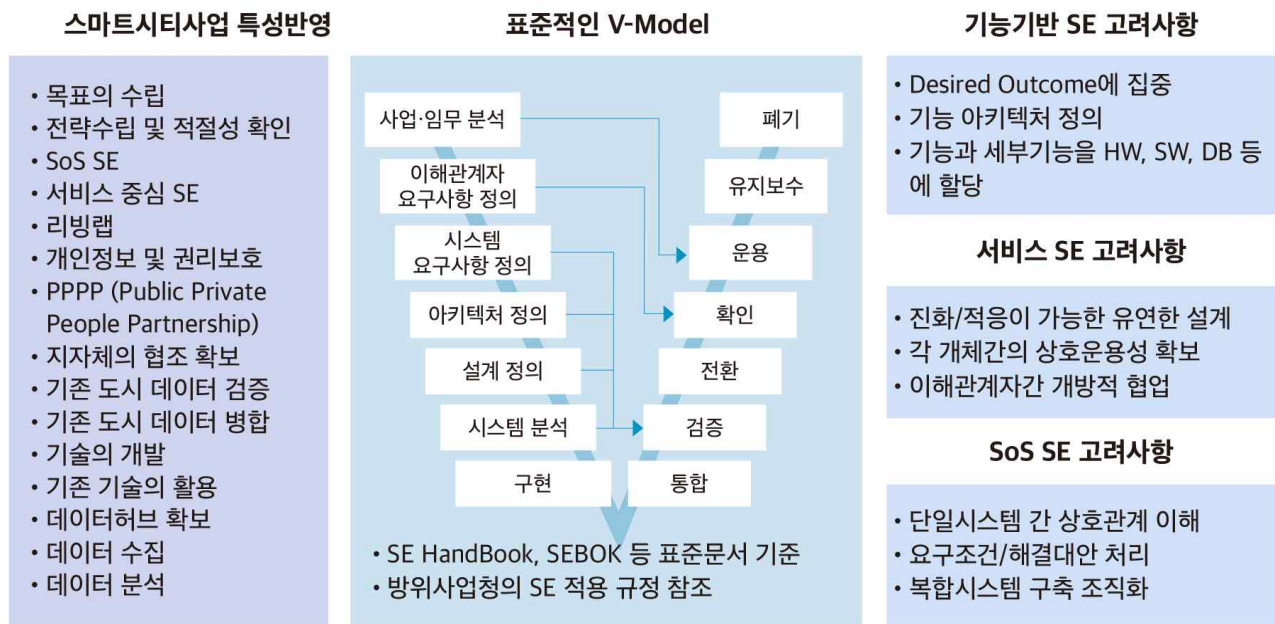 스마트시티사업 특성반영
• 목표의 수립
• 전략수립 및 적절성 확인
• SoS SE
• 서비스 중심 SE
• 리빙랩
• 개인정보 및 권리보호
• PPPP (Public Private
People Partnership)
• 지자체의 협조 확보
• 기존 도시 데이터 검증
• 기존 도시 데이터 병합
• 기술의 개발
• 기존 기술의 활용
• 데이터허브 확보
• 데이터 수집
• 데이터 분석
표준적인 V-Model
사업·임무 분석
이해관계자
요구사항 정의
시스템
요구사항 정의
아키텍처 정의
설계 정의
시스템 분석
구현
폐기
유지보수
운용
확인
전환
검증
통합
• SE HandBook, SEBOK 등 표준문서 기준
• 방위사업청의 SE 적용 규정 참조
기능기반 SE 고려사항
• Desired Outcome에 집중
• 기능 아키텍처 정의
• 기능과 세부기능을 HW, SW, DB 등
에 할당
서비스 SE 고려사항
• 진화/적응이 가능한 유연한 설계
• 각 개체간의 상호운용성 확보
• 이해관계자간 개방적 협업
SoS SE 고려사항
• 단일시스템 간 상호관계 이해
• 요구조건/해결대안 처리
• 복합시스템 구축 조직화